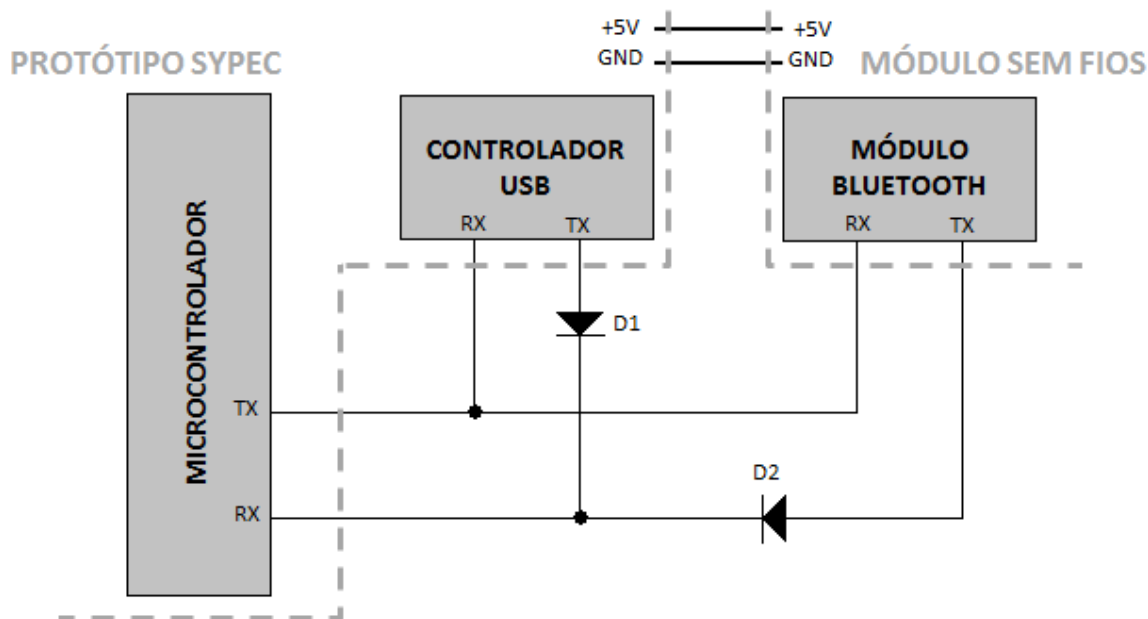 +5V
+5V
GND
GND
PROTÓTIPO SYPEC
MÓDULO SEM FIOS
CONTROLADOR
USB
RX
TX
MÓDULO
BLUETOOTH
RX
TX
MICROCONTROLADOR
D1
TX
D2
RX